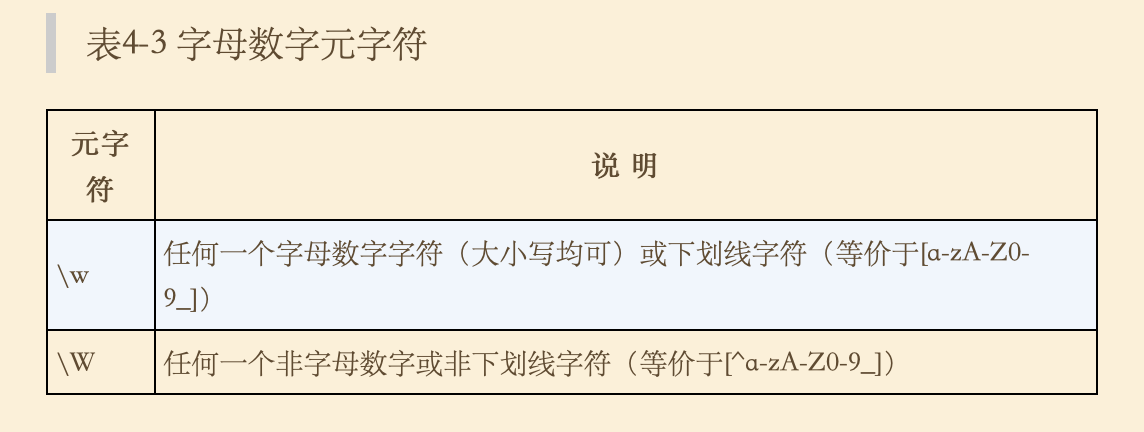 表4-3 字母数字元字符
元字
符
说 明
\w
任何一个字母数字字符（大小写均可）或下划线字符（等价于[a-zA-Z0-
9_]）
\W
任何一个非字母数字或非下划线字符（等价于[^a-zA-Z0-9_]）